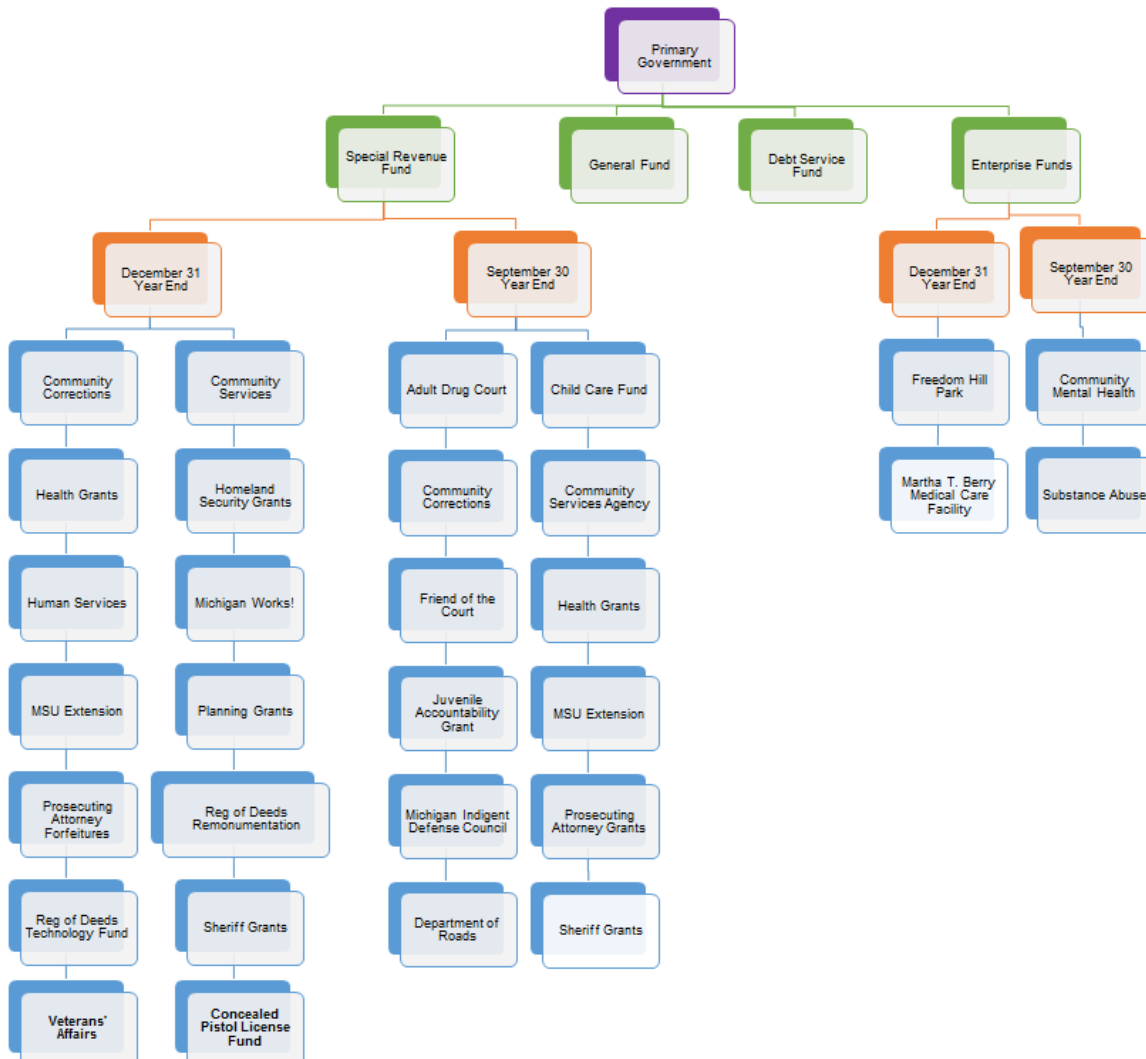 Primary
Government
Special Revenue
Fund
General Fund
Debt Service
Fund
Enterprise Funds
December 31
Year End
September 30
Year End
December 31
Year End
September 30
Year End
Community
Corrections
Community
Services
Adult Drug Court
Child Care Fund
Freedom Hill
Park
Community
Mental Health
Health Grants
Homeland
Security Grants
Community
Corrections
Community
Services Agency
Martha T. Berry
Medical Care
Facility
Substance Abuse
Human Services
Michigan Works!
Friend of the
Court
Health Grants
MSU Extension
Planning Grants
Juvenile
Accountability
Grant
MSU Extension
Prosecuting
Attorney
Forfeitures
Reg of Deeds
Remonumentation
Michigan Indigent
Defense Council
Prosecuting
Attorney Grants
Reg of Deeds
Technology Fund
Sheriff Grants
Department of
Roads
Sheriff Grants
Veterans'
Affairs
Concealed
Pistol License
Fund